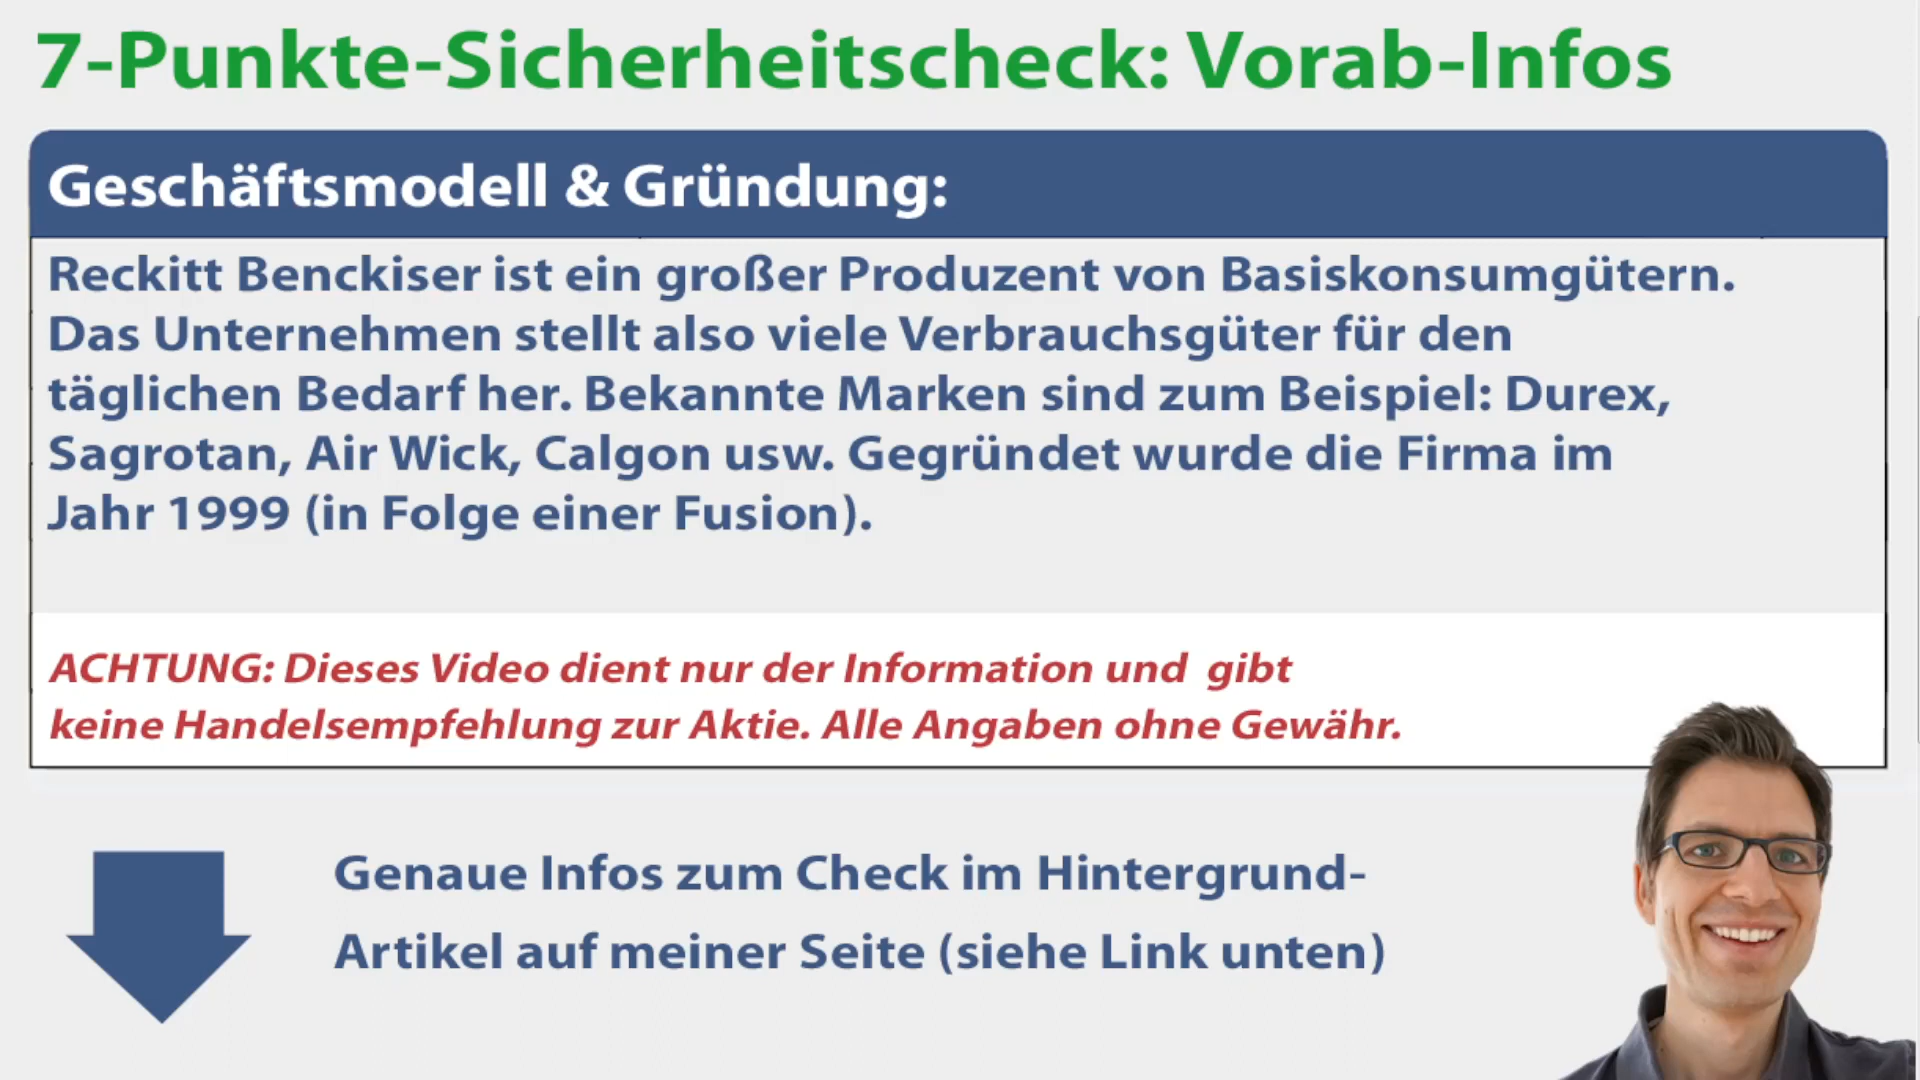 7-Punkte-Sicherheitscheck: Vorab-Infos
Geschäftsmodell & Gründung:
Reckitt Benckiser ist ein großer Produzent von Basiskonsumgütern.
Das Unternehmen stellt also viele Verbrauchsgüter für den
täglichen Bedarf her. Bekannte Marken sind zum Beispiel: Durex,
Sagrotan, Air Wick, Calgon usw. Gegründet wurde die Firma im
Jahr 1999 (in Folge einer Fusion).
ACHTUNG: Dieses Video dient nur der Information und gibt
keine Handelsempfehlung zur Aktie. Alle Angaben ohne Gewähr.
Genaue Infos zum Check im Hintergrund-
Artikel auf meiner Seite (siehe Link unten)